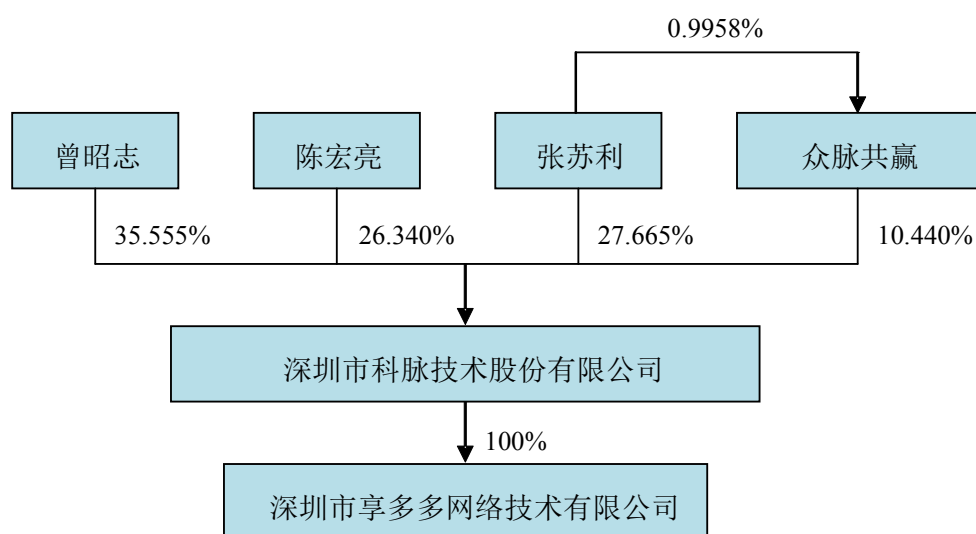 0.9958%
曾昭志
陈宏亮
张苏利
众脉共赢
35.555%
26.340%
27.665%
10.440%
深圳市科脉技术股份有限公司
100%
深圳市享多多网络技术有限公司